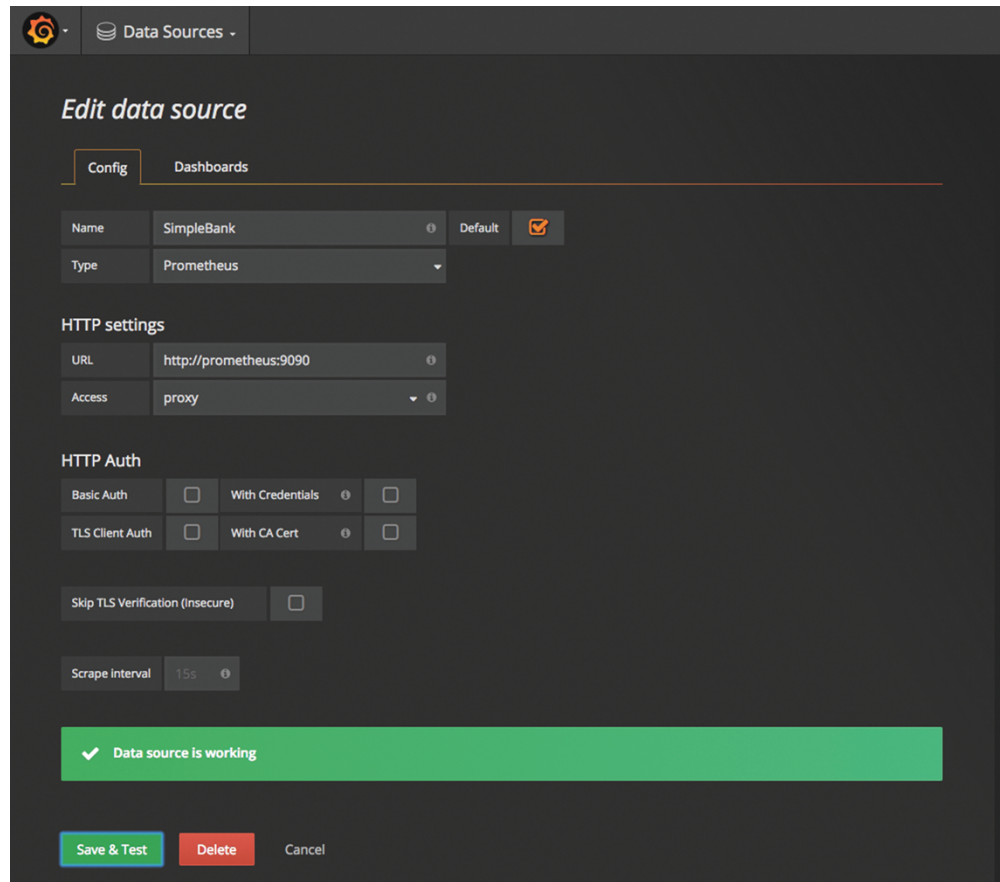 Data Sources
Edit data source
Config Dashboards
Name SimpleBank Default
Type Prometheus
HTTP settings
URL http://prometheus:9090
Access proxy
HTTP Auth
Basic Auth With Credentials
TLS Client Auth With CA Cert
Skip TLS Verification (Insecure)
Scrape interval 15s
Data source is working
Save & Test Delete Cancel